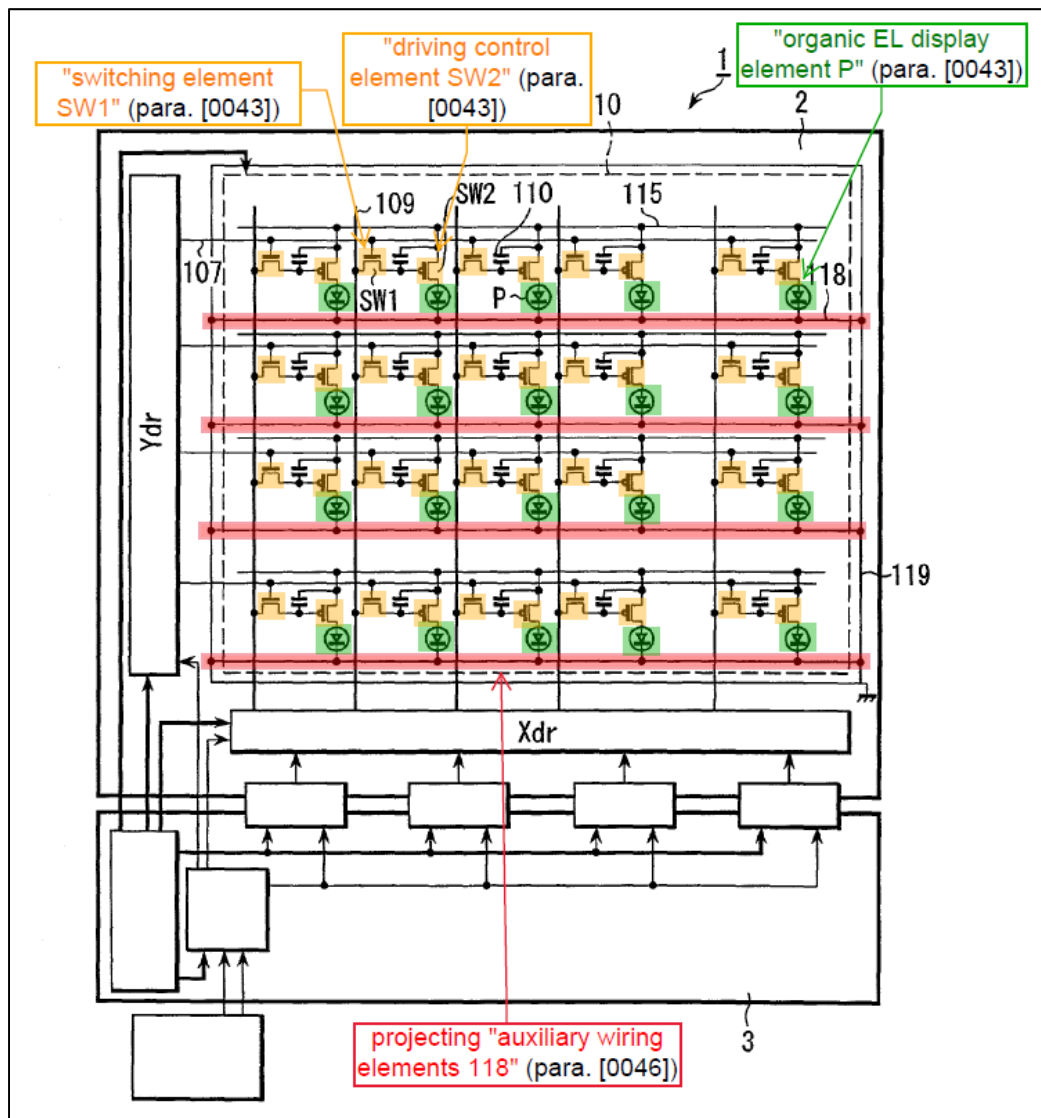 "switching element
SW1" (para. [0043])
"driving control
element SW2" (para.
[0043])
"organic EL display
element P" (para. [0043])
1
2
10
109
SW2
110
115
107
SW1
P
118
Ydr
119
Xdr
projecting "auxiliary wiring
elements 118" (para. [0046])
3